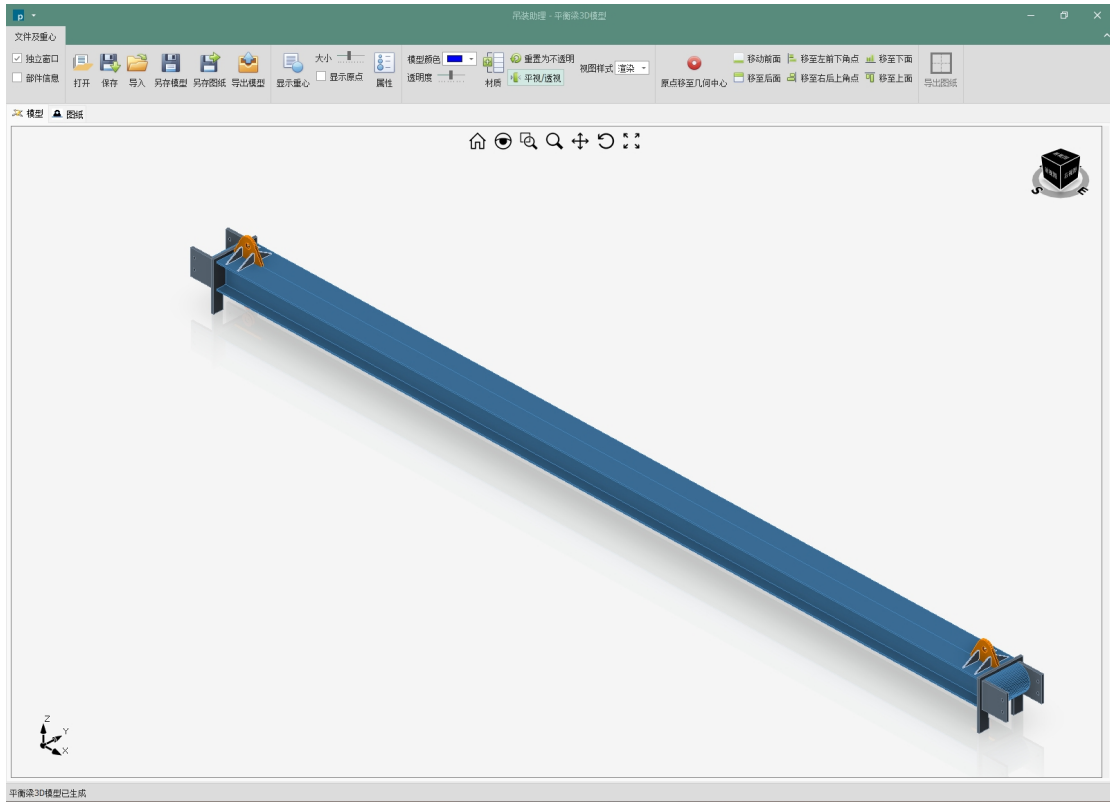 吊装助理 - 平衡梁3D模型
文件及重心
独立窗口
部件信息
打开
保存
导入
另存模型
另存图纸
导出模型
显示重心
大小
显示原点
属性
模型颜色
透明度
材质
重置为不透明
平视/透视
视图样式 渲染
原点移至几何中心
移动前面
移至左前下角点
移至下面
移至后面
移至右后上角点
移至上面
导出图纸
模型
图纸
S
E
Z
Y
X
平衡梁3D模型已生成